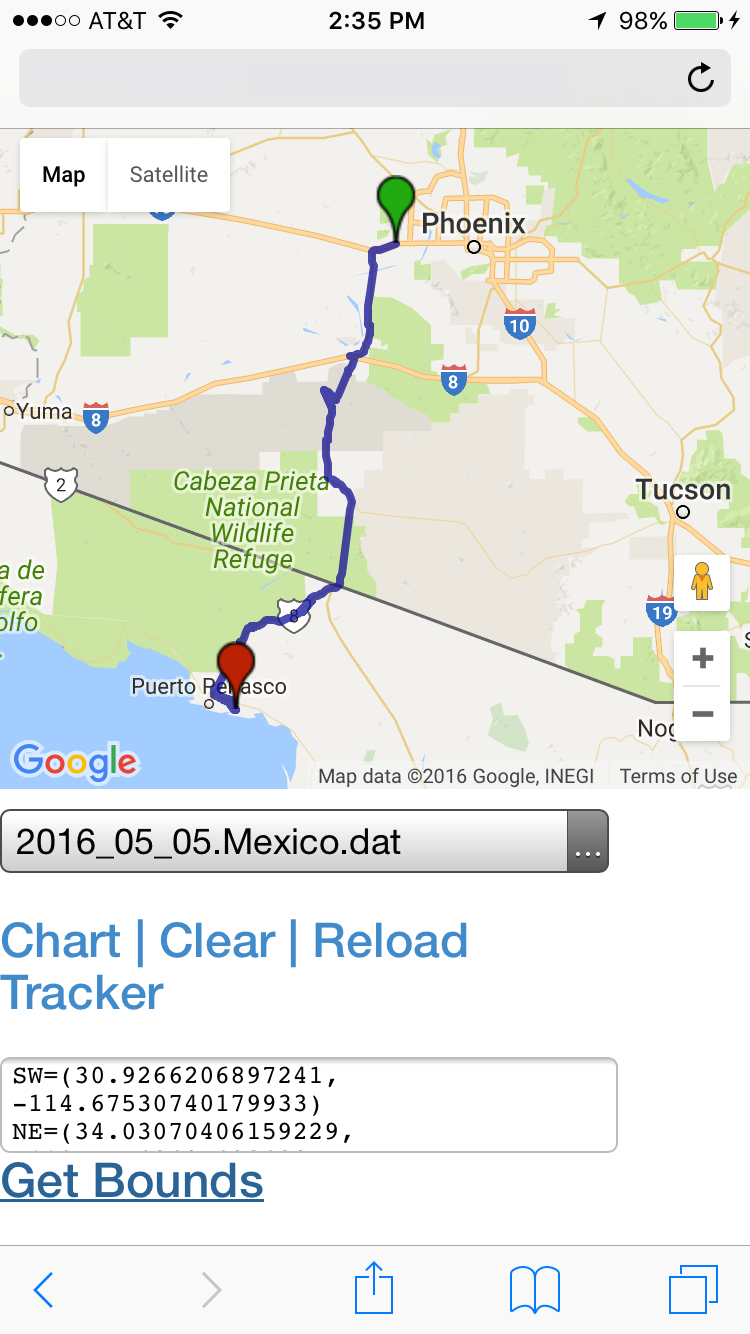 AT&T
2:35 PM
98%
Map
Satellite
Phoenix
10
8
Yuma
8
2
Cabeza Prieta
National
Wildlife
Refuge
Tucson
a de
fera
olfo
8
19
Puerto Peñasco
Nog
S
Google
Map data ©2016 Google, INEGI
Terms of Use
2016_05_05.Mexico.dat
...
Chart | Clear | Reload
Tracker
SW=(30.9266206897241,
-114.67530740179933)
NE=(34.03070406159229,
Get Bounds